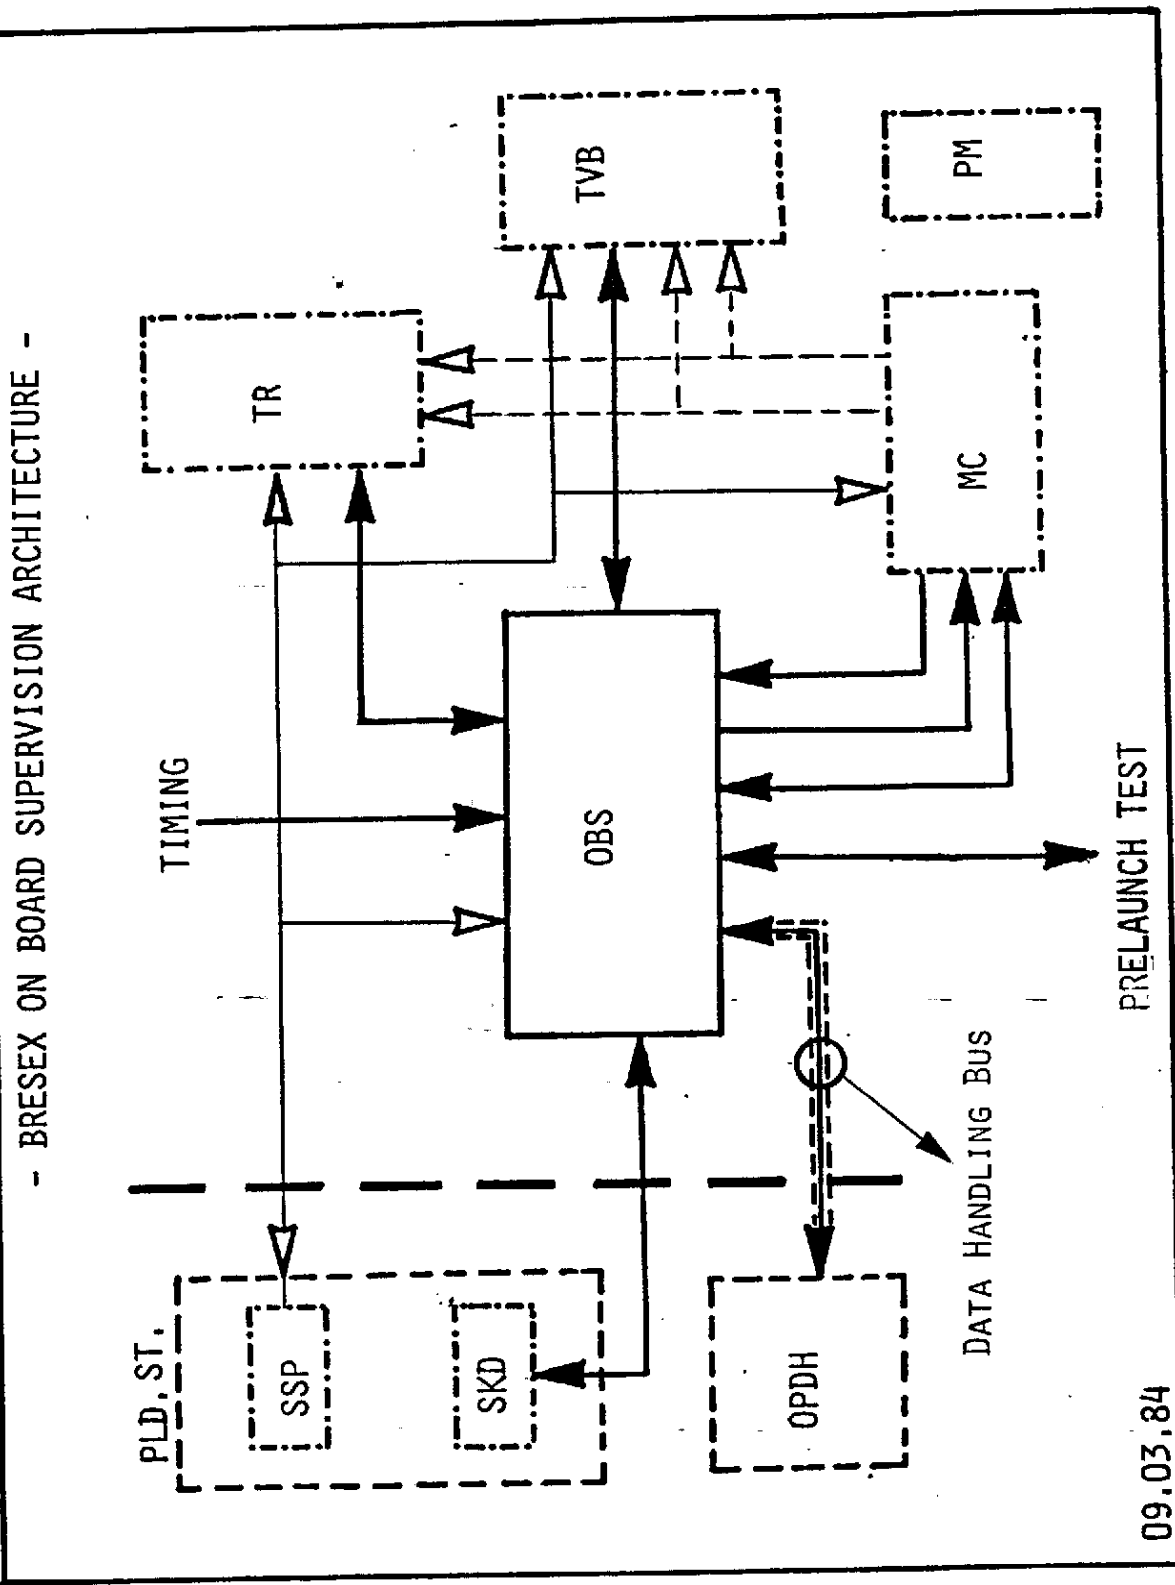 - BRESEX ON BOARD SUPERVISION ARCHITECTURE -
PLD.ST.
SSP
SKD
OPDH
TIMING
TR
TVB
OBS
MC
PM
DATA HANDLING BUS
PRELAUNCH TEST
09.03.84